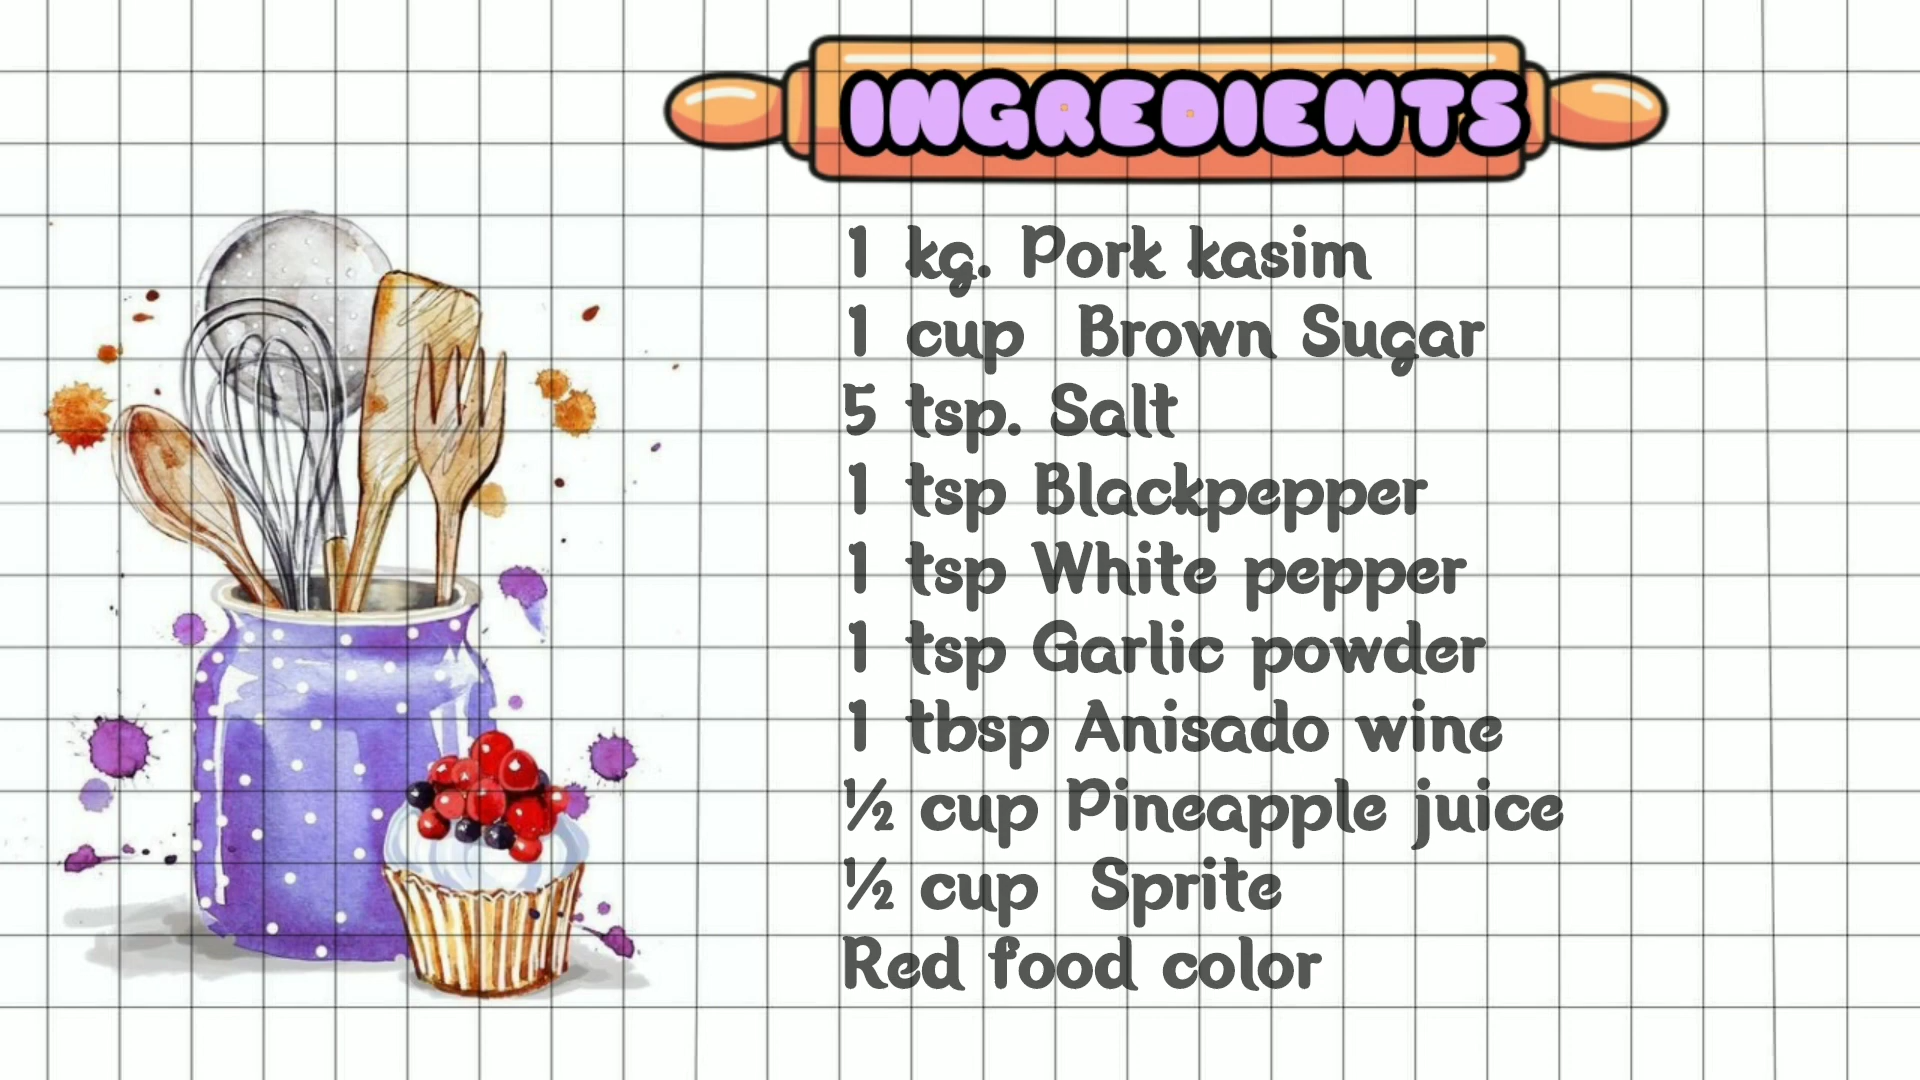 INGREDIENTS
1 kg. Pork kasim
1 cup Brown Sugar
5 tsp. Salt
1 tsp Blackpepper
1 tsp White pepper
1 tsp Garlic powder
1 tbsp Anisado wine
½ cup Pineapple juice
½ cup Sprite
Red food color